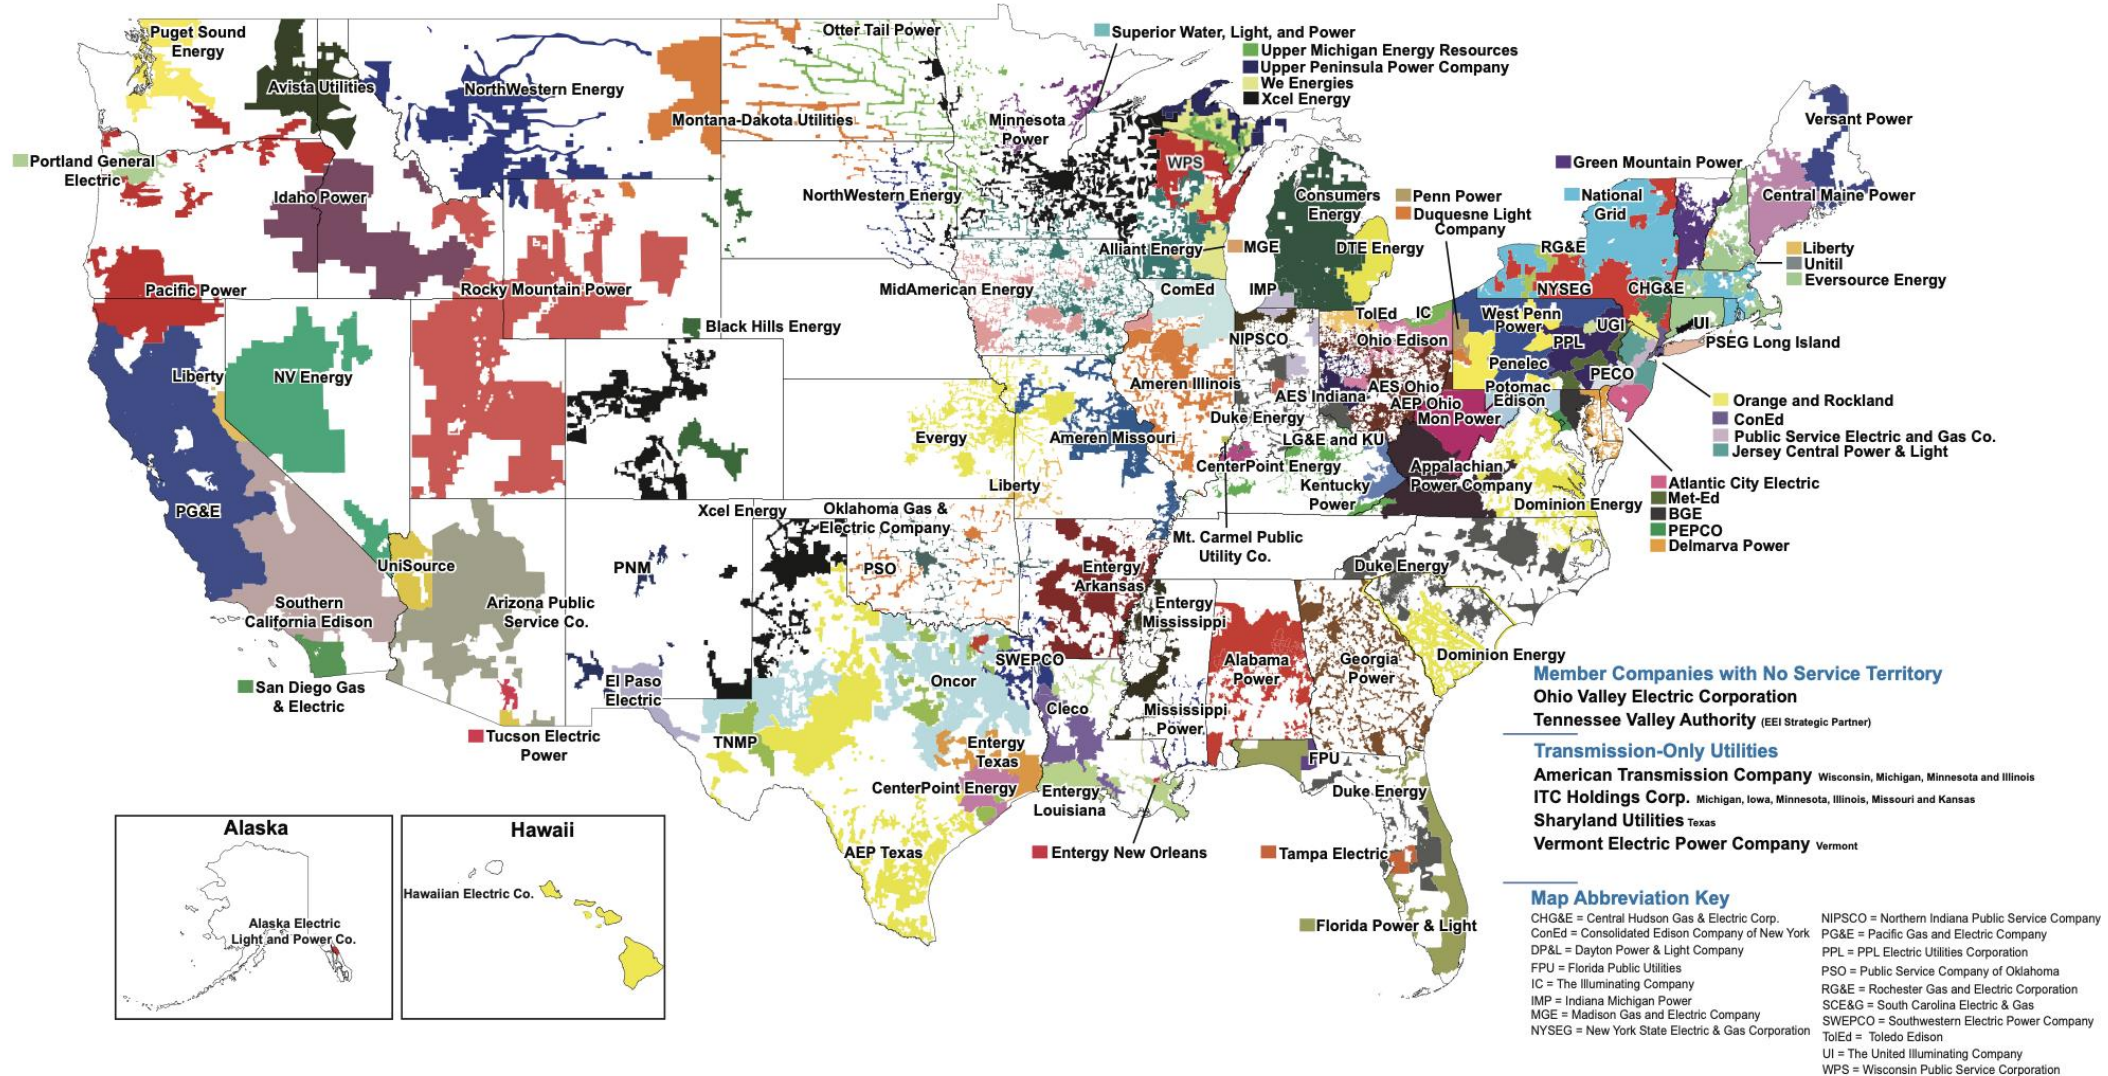 Puget Sound
Energy
Avista Utilities
NorthWestern Energy
Montana-Dakota Utilities
Otter Tail Power
Minnesota
Power
Superior Water, Light, and Power
Upper Michigan Energy Resources
Upper Peninsula Power Company
We Energies
Xcel Energy
WPS
Portland General
Electric
Idaho Power
NorthWestern Energy
Pacific Power
Rocky Mountain Power
MidAmerican Energy
Alliant Energy
MGE
ComEd
IMP
Consumers
Energy
DTE Energy
Penn Power
Duquesne Light
Company
Green Mountain Power
National
Grid
Versant Power
Central Maine Power
Liberty
Unitil
Eversource Energy
RG&E
NYSEG
CHG&E
Black Hills Energy
NIPSCO
TolEd
IC
Ohio Edison
West Penn
Power
UGI
PPL
UI
PSEG Long Island
Penelec
PECO
Potomac
Edison
Liberty
NV Energy
Evergy
Ameren Missouri
Ameren Illinois
AES Indiana
AES Ohio
AEP Ohio
Mon Power
Duke Energy
LG&E and KU
CenterPoint Energy
Kentucky
Power
Appalachian
Power Company
Dominion Energy
Orange and Rockland
ConEd
Public Service Electric and Gas Co.
Jersey Central Power & Light
Atlantic City Electric
Met-Ed
BGE
PEPCO
Delmarva Power
PG&E
Liberty
Xcel Energy
Oklahoma Gas &
Electric Company
Mt. Carmel Public
Utility Co.
UniSource
PNM
PSO
Entergy
Arkansas
Duke Energy
Southern
California Edison
Arizona Public
Service Co.
Entergy
Mississippi
San Diego Gas
& Electric
Tucson Electric
Power
El Paso
Electric
SWEPCO
Oncor
Alabama
Power
Georgia
Power
Dominion Energy
TNMP
Cleco
Mississippi
Power
Entergy
Texas
CenterPoint Energy
Entergy
Louisiana
FPU
Duke Energy
AEP Texas
Entergy New Orleans
Tampa Electric
Florida Power & Light
Alaska
Alaska Electric
Light and Power Co.
Hawaii
Hawaiian Electric Co.
Member Companies with No Service Territory
Ohio Valley Electric Corporation
Tennessee Valley Authority (EEI Strategic Partner)
Transmission-Only Utilities
American Transmission Company Wisconsin, Michigan, Minnesota and Illinois
ITC Holdings Corp. Michigan, Iowa, Minnesota, Illinois, Missouri and Kansas
Sharyland Utilities Texas
Vermont Electric Power Company Vermont
Map Abbreviation Key
CHG&E = Central Hudson Gas & Electric Corp.
ConEd = Consolidated Edison Company of New York
DP&L = Dayton Power & Light Company
FPU = Florida Public Utilities
IC = The Illuminating Company
IMP = Indiana Michigan Power
MGE = Madison Gas and Electric Company
NYSEG = New York State Electric & Gas Corporation
NIPSCO = Northern Indiana Public Service Company
PG&E = Pacific Gas and Electric Company
PPL = PPL Electric Utilities Corporation
PSO = Public Service Company of Oklahoma
RG&E = Rochester Gas and Electric Corporation
SCE&G = South Carolina Electric & Gas
SWEPCO = Southwestern Electric Power Company
TolEd = Toledo Edison
UI = The United Illuminating Company
WPS = Wisconsin Public Service Corporation